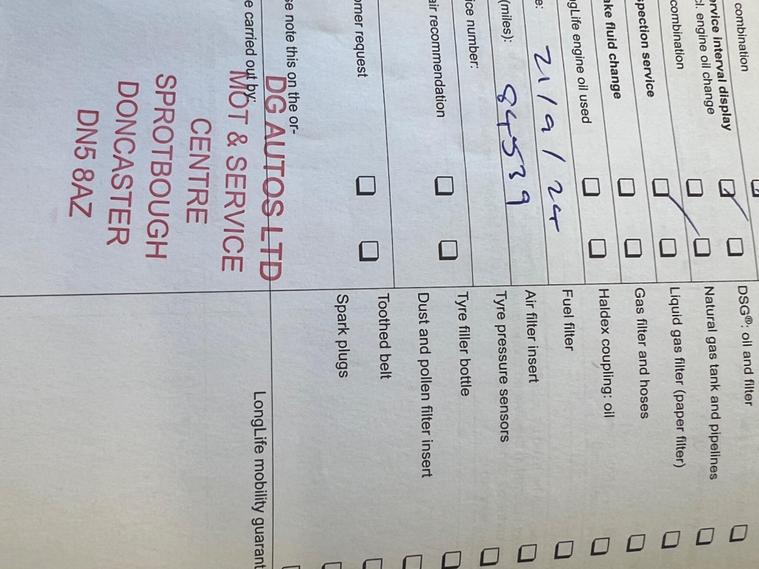 combination
rvice interval display
cl. engine oil change
combination
spection service
ke fluid change
gLife engine oil used
e: 21/9/24
(miles): 84539
ice number:
air recommendation
omer request
e note this on the or-
e carried out by:
DG AUTOS LTD
MOT & SERVICE
CENTRE
SPROTBOUGH
DONCASTER
DN5 8AZ
DSG®: oil and filter
Natural gas tank and pipelines
Liquid gas filter (paper filter)
Gas filter and hoses
Haldex coupling: oil
Fuel filter
Air filter insert
Tyre pressure sensors
Tyre filler bottle
Dust and pollen filter insert
Toothed belt
Spark plugs
LongLife mobility guarant